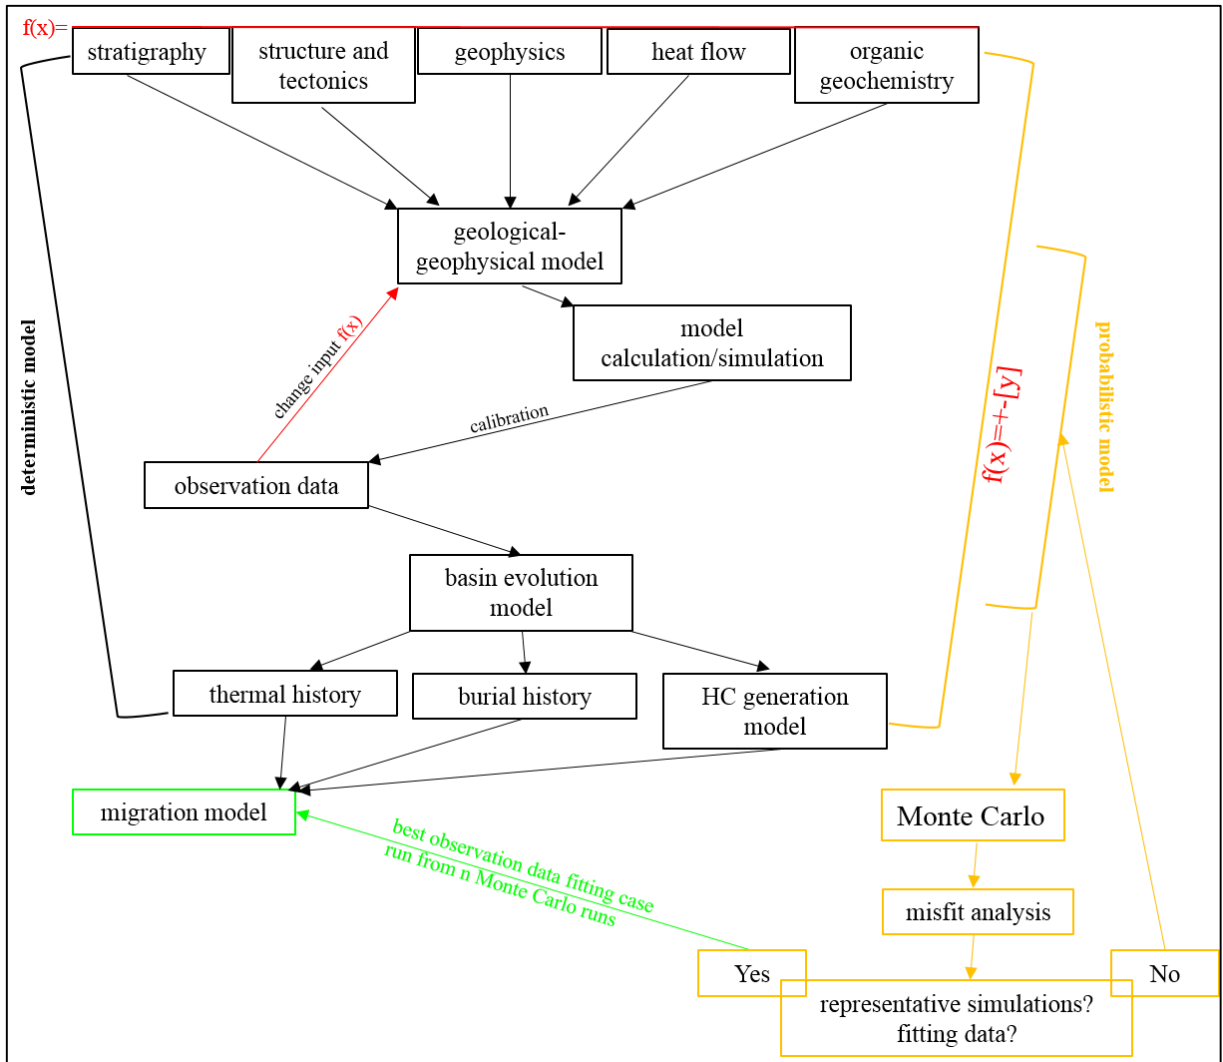 f(x)=
stratigraphy
structure and
tectonics
geophysics
heat flow
organic
geochemistry
geological-
geophysical model
model
calculation/simulation
change input f(x)
calibration
observation data
deterministic model
f(x)=+-[y]
probabilistic model
basin evolution
model
thermal history
burial history
HC generation
model
migration model
best observation data fitting case
run from n Monte Carlo runs
Monte Carlo
misfit analysis
Yes
No
representative simulations?
fitting data?